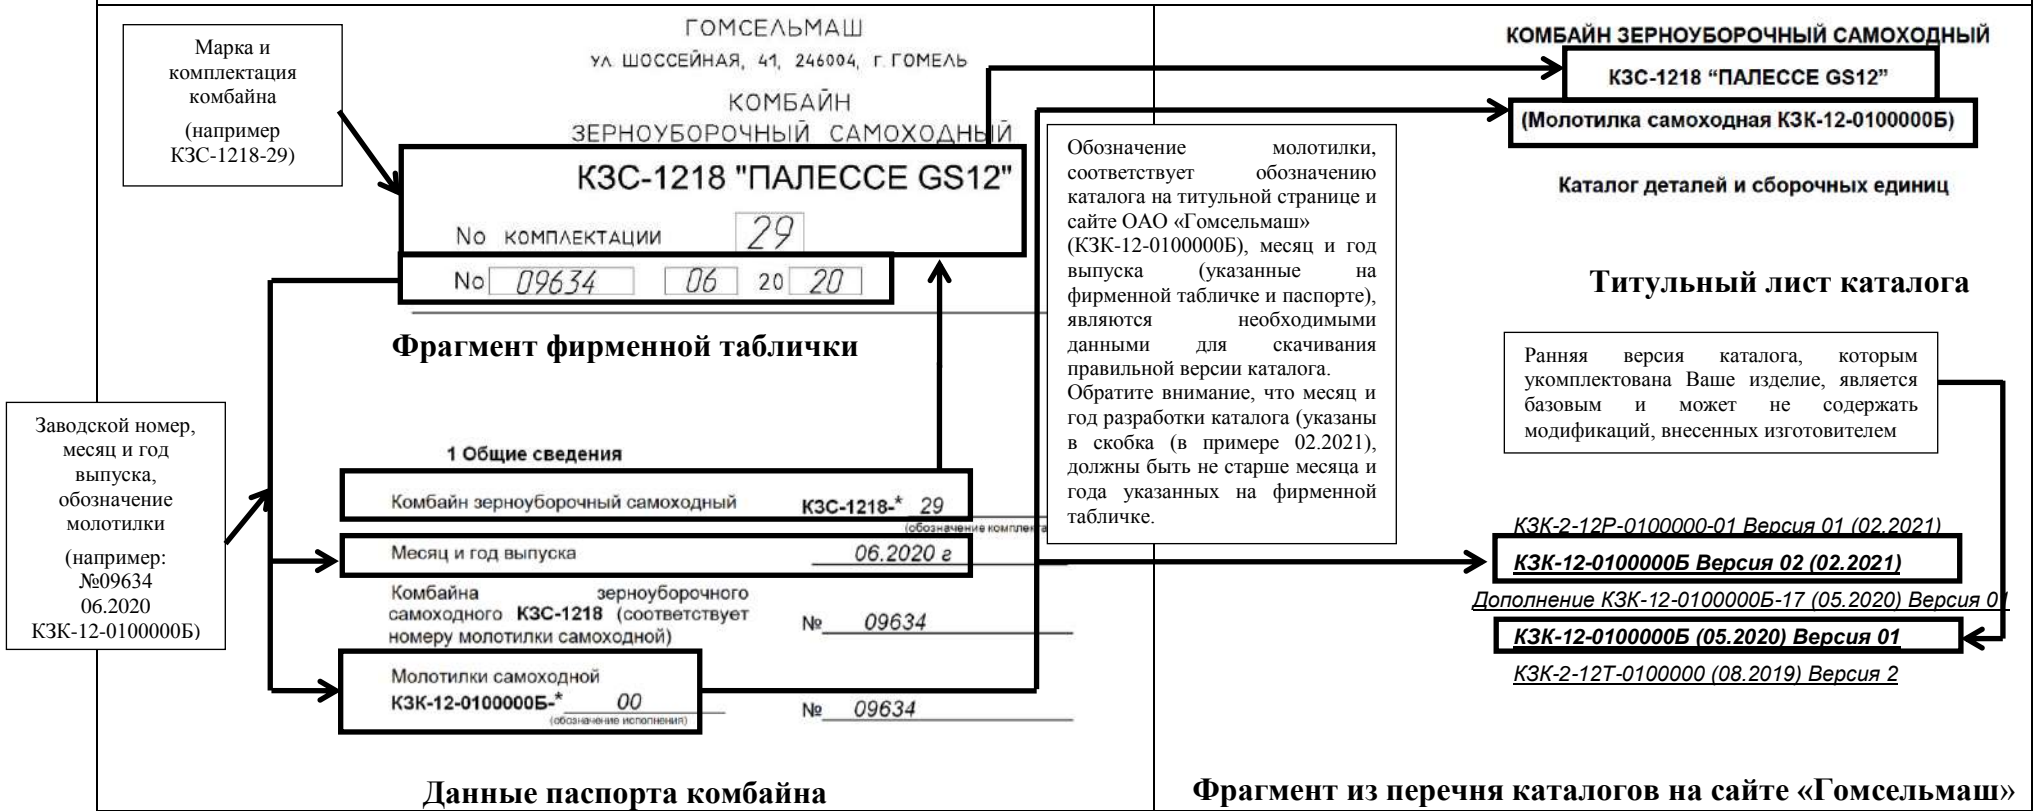 Марка и
комплектация
комбайна
(например
КЗС-1218-29)
ГОМСЕЛЬМАШ
УЛ. ШОССЕЙНАЯ, 41, 246004, Г. ГОМЕЛЬ
КОМБАЙН
ЗЕРНОУБОРОЧНЫЙ САМОХОДНЫЙ
КЗС-1218 "ПАЛЕССЕ GS12"
No КОМПЛЕКТАЦИИ 29
No 09634 06 20 20
Фрагмент фирменной таблички
Заводской номер,
месяц и год
выпуска,
обозначение
молотилки
(например:
№09634
06.2020
КЗК-12-0100000Б)
1 Общие сведения
Комбайн зерноуборочный самоходный КЗС-1218-* 29
(обозначение комплекта
Месяц и год выпуска 06.2020 г
Комбайна зерноуборочного
самоходного КЗС-1218 (соответствует
номеру молотилки самоходной) № 09634
Молотилки самоходной
КЗК-12-0100000Б-* 00 № 09634
(обозначение исполнения)
Данные паспорта комбайна
Обозначение молотилки,
соответствует обозначению
каталога на титульной странице и
сайте ОАО «Гомсельмаш»
(КЗК-12-0100000Б), месяц и год
выпуска (указанные на
фирменной табличке и паспорте),
являются необходимыми
данными для скачивания
правильной версии каталога.
Обратите внимание, что месяц и
год разработки каталога (указаны
в скобка (в примере 02.2021),
должны быть не старше месяца и
года указанных на фирменной
табличке.
КОМБАЙН ЗЕРНОУБОРОЧНЫЙ САМОХОДНЫЙ
КЗС-1218 “ПАЛЕССЕ GS12”
(Молотилка самоходная КЗК-12-0100000Б)
Каталог деталей и сборочных единиц
Титульный лист каталога
Ранняя версия каталога, которым
укомплектована Ваше изделие, является
базовым и может не содержать
модификаций, внесенных изготовителем
КЗК-2-12Р-0100000-01 Версия 01 (02.2021)
КЗК-12-0100000Б Версия 02 (02.2021)
Дополнение КЗК-12-0100000Б-17 (05.2020) Версия 01
КЗК-12-0100000Б (05.2020) Версия 01
КЗК-2-12Т-0100000 (08.2019) Версия 2
Фрагмент из перечня каталогов на сайте «Гомсельмаш»